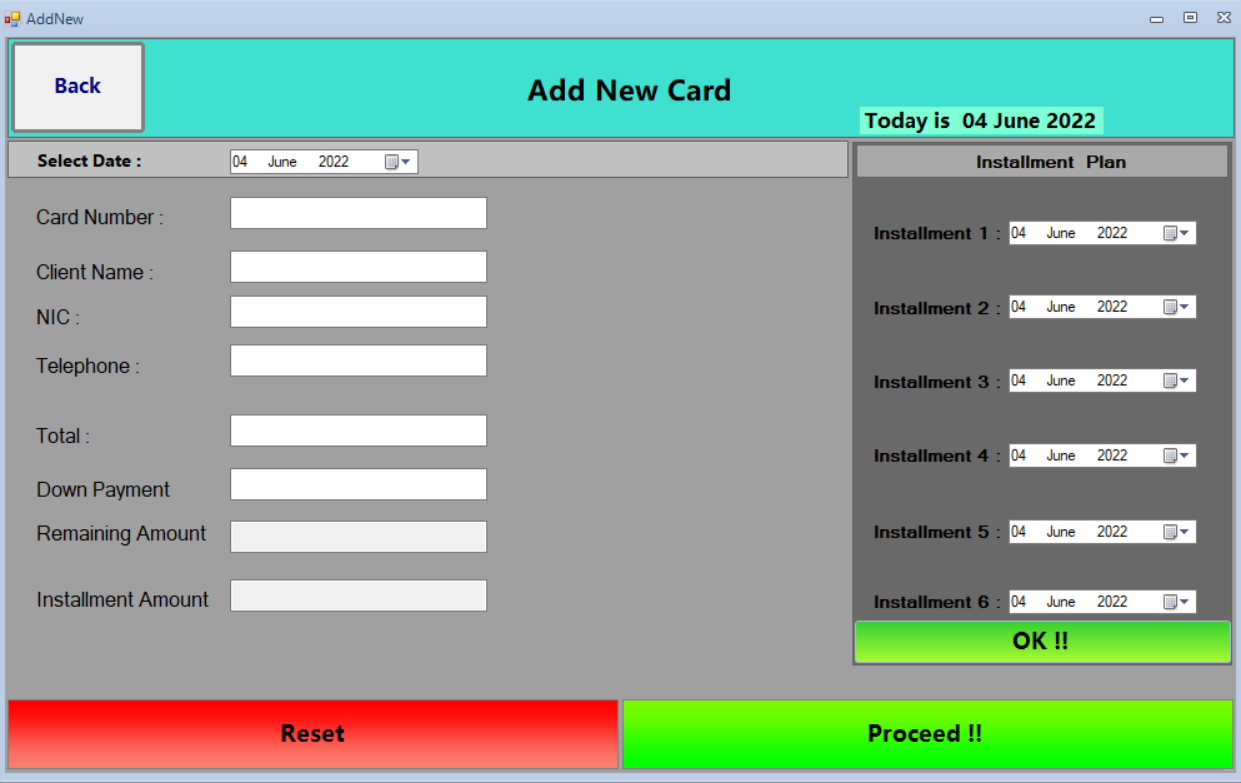 AddNew
Back
Add New Card
Today is 04 June 2022
Select Date :
04 June 2022
Card Number :
Client Name :
NIC :
Telephone :
Total :
Down Payment
Remaining Amount
Installment Amount
Installment Plan
Installment 1 : 04 June 2022
Installment 2 : 04 June 2022
Installment 3 : 04 June 2022
Installment 4 : 04 June 2022
Installment 5 : 04 June 2022
Installment 6 : 04 June 2022
OK !!
Reset
Proceed !!